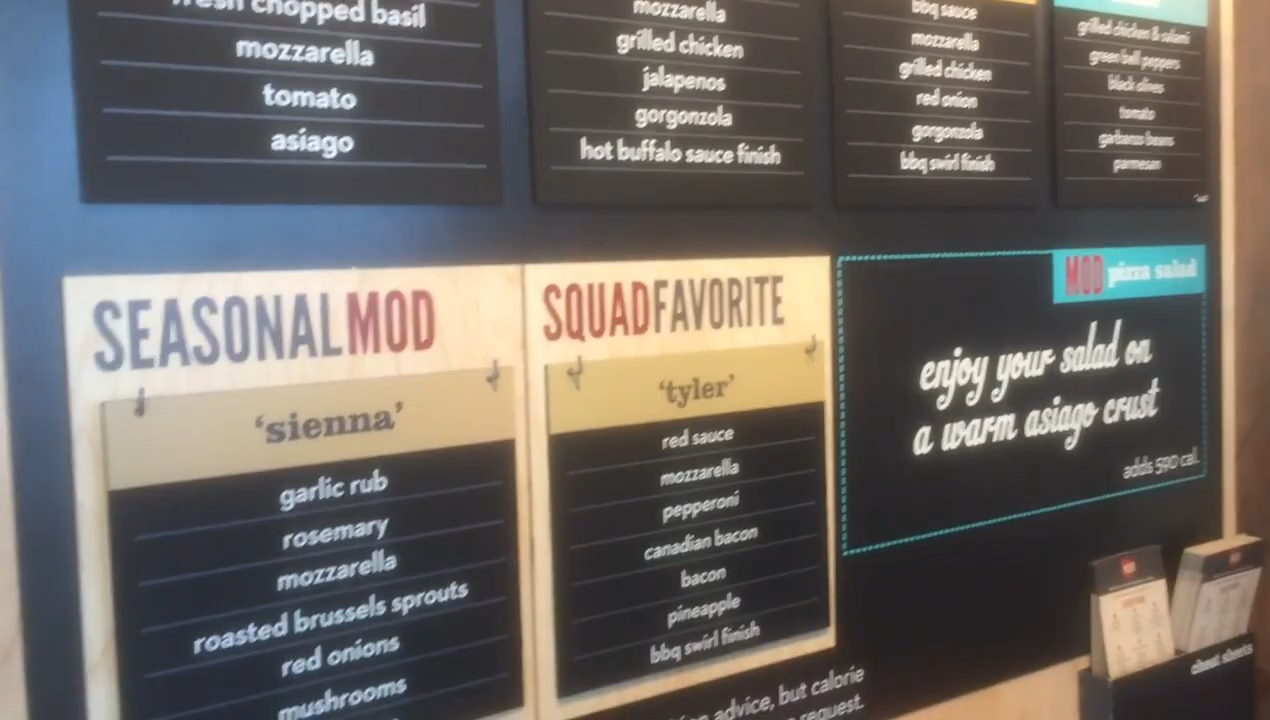 fresh chopped basil
mozzarella
tomato
asiago
mozzarella
grilled chicken
jalapenos
gorgonzola
hot buffalo sauce finish
bbq sauce
mozzarella
grilled chicken
red onion
gorgonzola
bbq swirl finish
grilled chicken & salami
green bell peppers
black olives
tomato
garbanzo beans
parmesan
SEASONALMOD
'sienna'
garlic rub
rosemary
mozzarella
roasted brussels sprouts
red onions
mushrooms
SQUADFAVORITE
'tyler'
red sauce
mozzarella
pepperoni
canadian bacon
bacon
pineapple
bbq swirl finish
MOD pizza salad
enjoy your salad on
a warm asiago crust
adds 590 cal.
advice, but calorie
request.
cheat sheets